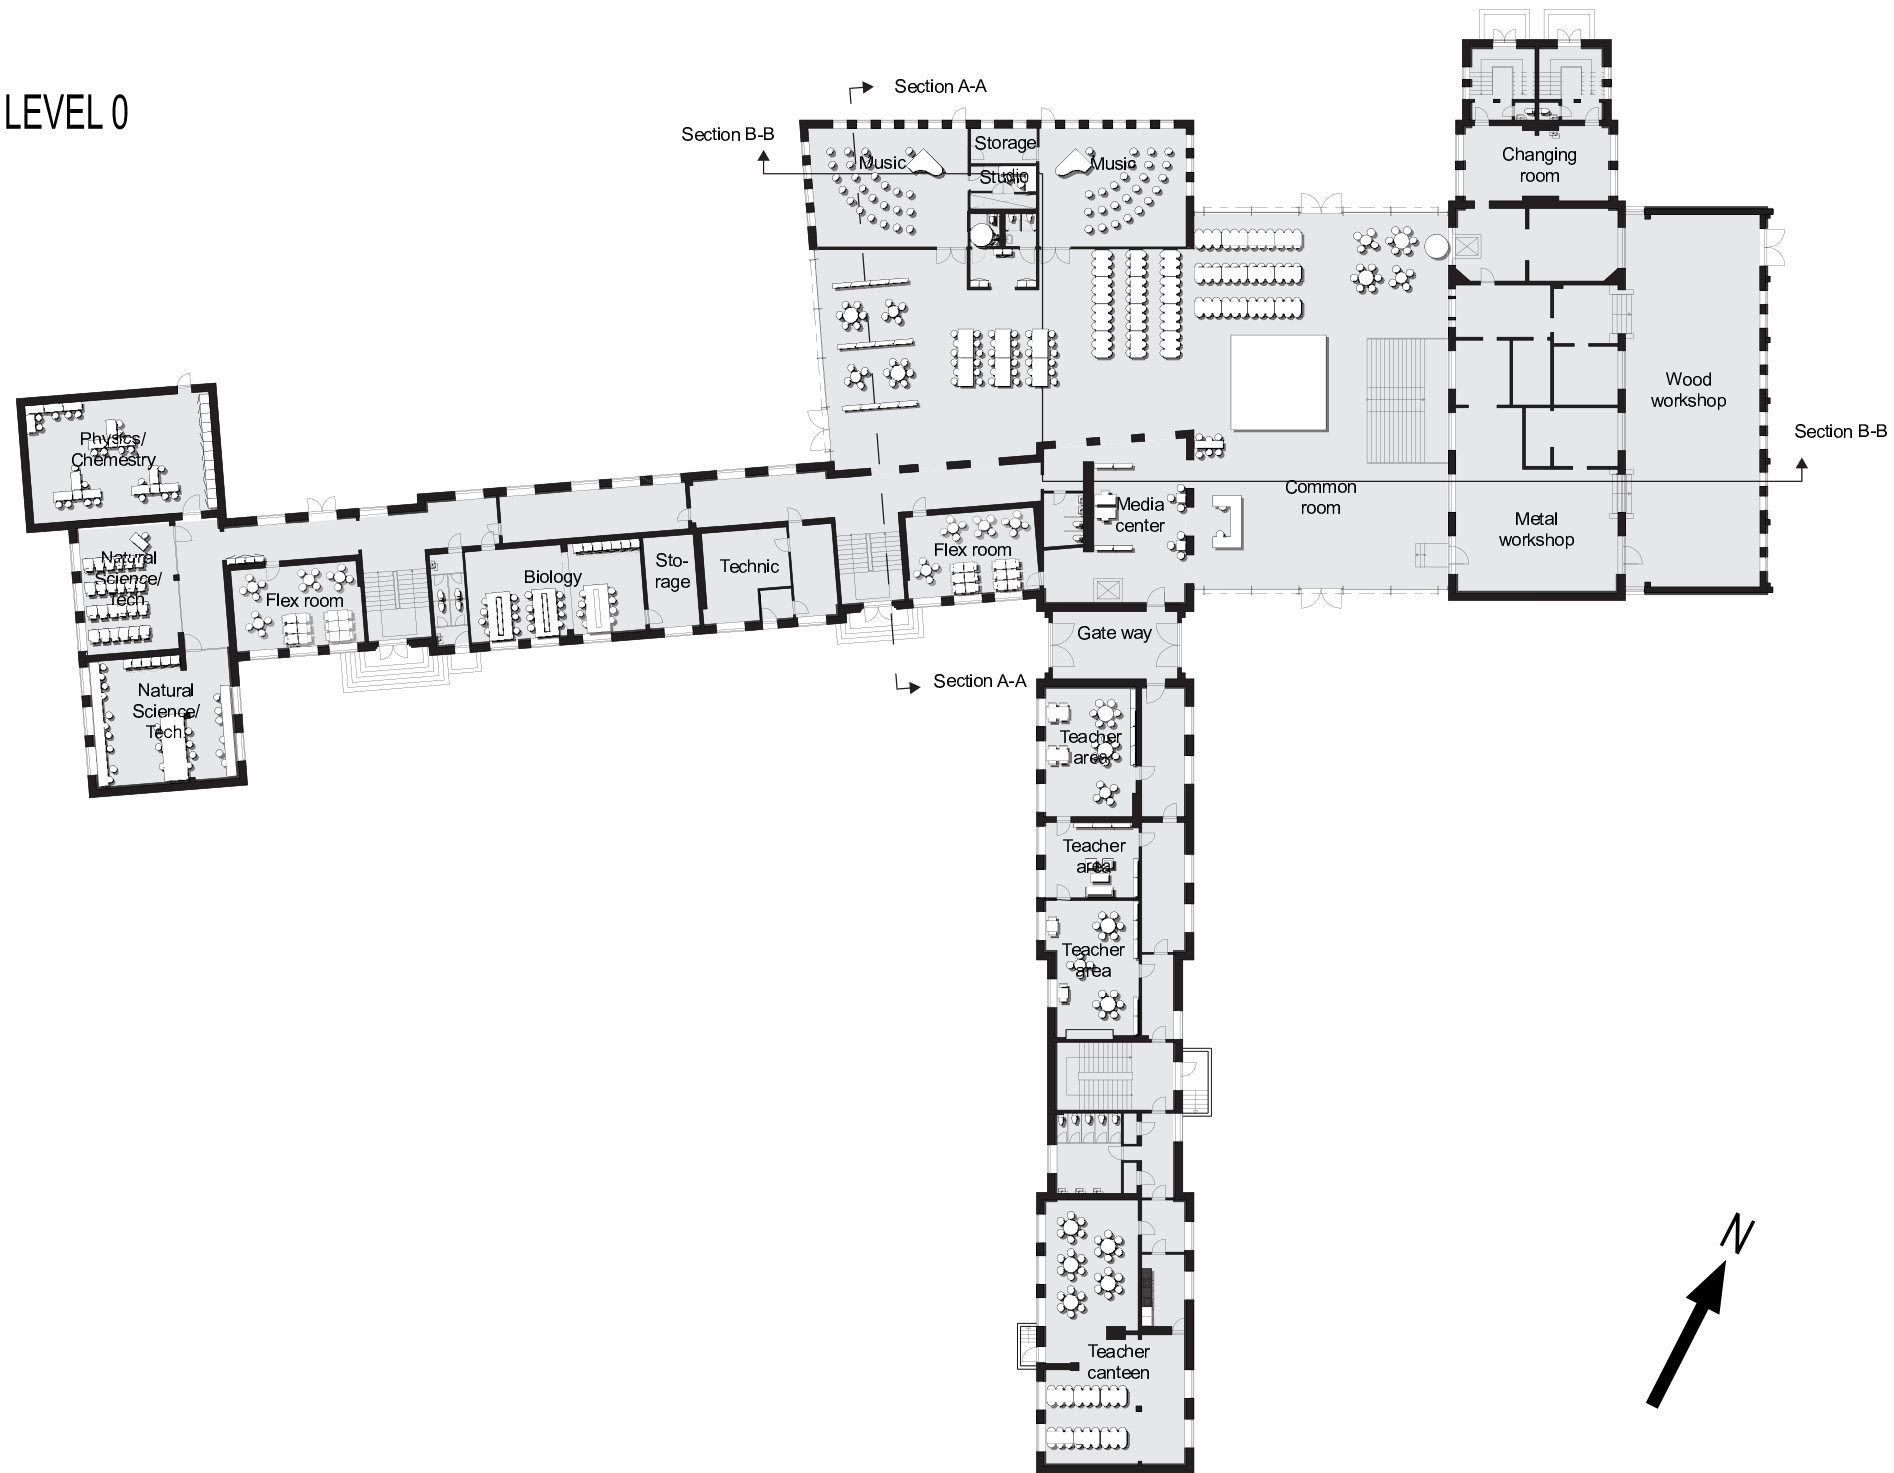 LEVEL 0
Section A-A
Section B-B
Storage
Music
Studio
Music
Changing
room
Wood
workshop
Section B-B
Physics/
Chemestry
Common
room
Media
center
Metal
workshop
Natural
Science/
Tech.
Flex room
Biology
Sto-
rage
Technic
Flex room
Gate way
Section A-A
Natural
Science/
Tech.
Teacher
area
Teacher
area
Teacher
area
Teacher
canteen
N